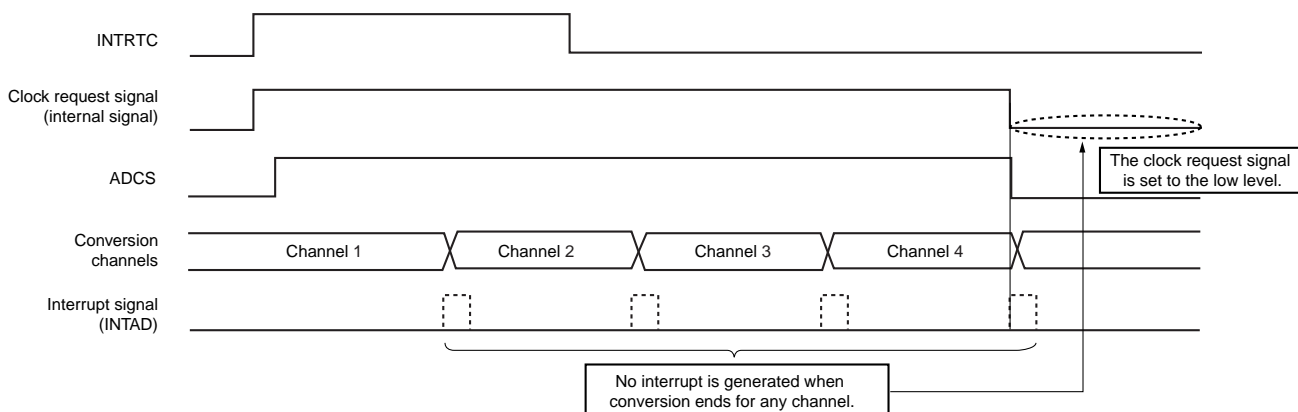 INTRTC
Clock request signal
(internal signal)
The clock request signal
is set to the low level.
ADCS
Conversion
channels
Channel 1
Channel 2
Channel 3
Channel 4
Interrupt signal
(INTAD)
No interrupt is generated when
conversion ends for any channel.